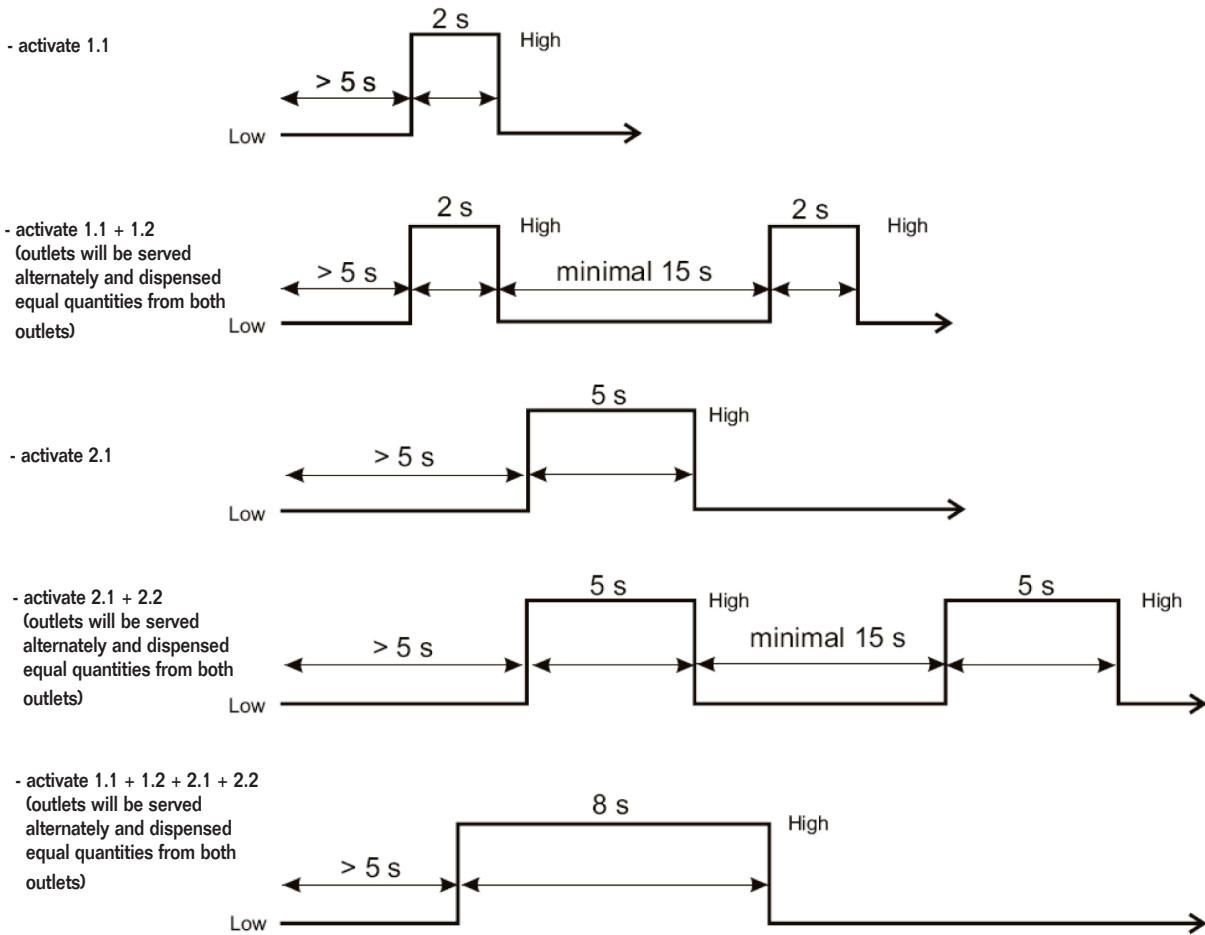 2 s
- activate 1.1
High
> 5 s
Low
2 s
2 s
- activate 1.1 + 1.2
High
High
(outlets will be served
alternately and dispensed
> 5 s
minimal 15 s
equal quantities from both
outlets)
Low
5 s
High
- activate 2.1
> 5 s
Low
5 s
5 s
- activate 2.1 + 2.2
High
High
(outlets will be served
alternately and dispensed
> 5 s
minimal 15 s
equal quantities from both
outlets)
Low
- activate 1.1 + 1.2 + 2.1 + 2.2
(outlets will be served
8 s
High
alternately and dispensed
equal quantities from both
> 5 s
outlets)
Low